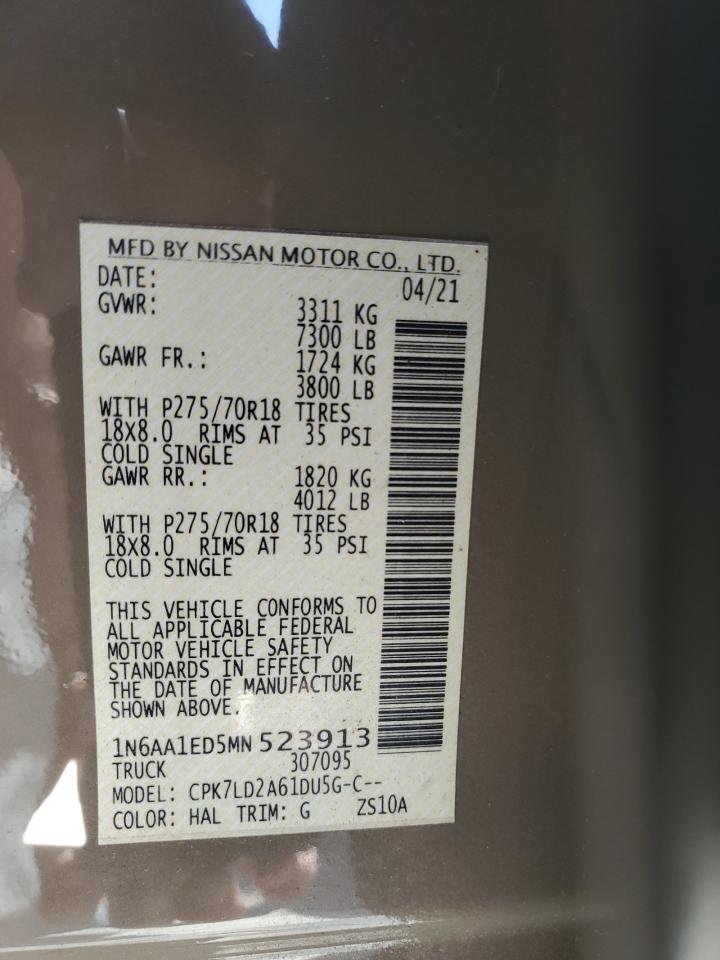 MFD BY NISSAN MOTOR CO., LTD.
DATE: 04/21
GVWR: 3311 KG
7300 LB
GAWR FR.: 1724 KG
3800 LB
WITH P275/70R18 TIRES
18X8.0 RIMS AT 35 PSI
COLD SINGLE
GAWR RR.: 1820 KG
4012 LB
WITH P275/70R18 TIRES
18X8.0 RIMS AT 35 PSI
COLD SINGLE
THIS VEHICLE CONFORMS TO
ALL APPLICABLE FEDERAL
MOTOR VEHICLE SAFETY
STANDARDS IN EFFECT ON
THE DATE OF MANUFACTURE
SHOWN ABOVE.
1N6AA1ED5MN 523913
TRUCK 307095
MODEL: CPK7LD2A61DU5G-C--
COLOR: HAL TRIM: G ZS10A